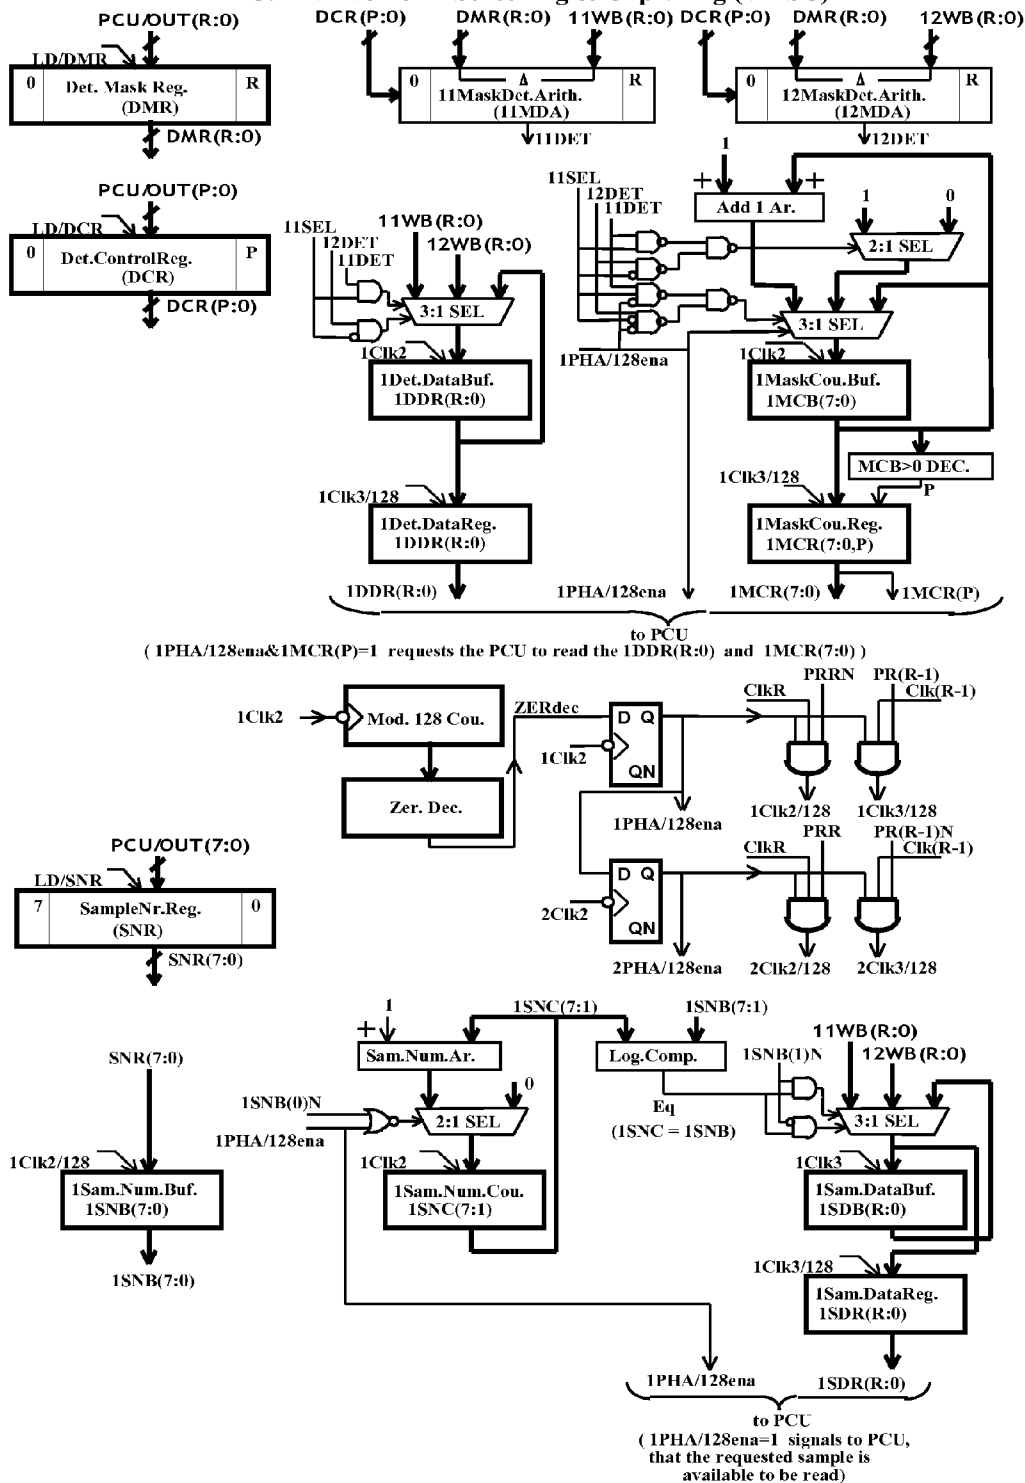 PCU/OUT(R:0)
LD/DMR
0 Det. Mask Reg. R
(DMR)
DMR(R:0)
PCU/OUT(P:0)
LD/DCR
0 Det.ControlReg. P
(DCR)
DCR(P:0)
DCR(P:0) DMR(R:0) 11WB(R:0)
0 Δ R
11MaskDet.Arith.
(11MDA)
11DET
DCR(P:0) DMR(R:0) 12WB(R:0)
0 Δ R
12MaskDet.Arith.
(12MDA)
12DET
11SEL
12DET
11DET
11WB(R:0)
12WB(R:0)
3:1 SEL
1Clk2
1Det.DataBuf.
1DDR(R:0)
1Clk3/128
1Det.DataReg.
1DDR(R:0)
1DDR(R:0)
11SEL
12DET
11DET
1
+ +
Add 1 Ar.
1 0
2:1 SEL
3:1 SEL
1PHA/128ena
1Clk2
1MaskCou.Buf.
1MCB(7:0)
MCB>0 DEC.
P
1Clk3/128
1MaskCou.Reg.
1MCR(7:0,P)
1PHA/128ena
1MCR(7:0)
1MCR(P)
to PCU
( 1PHA/128ena&1MCR(P)=1 requests the PCU to read the 1DDR(R:0) and 1MCR(7:0) )
1Clk2
Mod. 128 Cou.
Zer. Dec.
ZERdec
D Q
1Clk2
QN
1PHA/128ena
ClkR
PRRN
PR(R-1)
Clk(R-1)
1Clk2/128
1Clk3/128
D Q
2Clk2
QN
2PHA/128ena
ClkR
PRR
PR(R-1)N
Clk(R-1)
2Clk2/128
2Clk3/128
PCU/OUT(7:0)
LD/SNR
7 SampleNr.Reg. 0
(SNR)
SNR(7:0)
SNR(7:0)
1Clk2/128
1Sam.Num.Buf.
1SNB(7:0)
1SNB(7:0)
1
+
Sam.Num.Ar.
1SNC(7:1)
0
1SNB(0)N
1PHA/128ena
2:1 SEL
1Clk2
1Sam.Num.Cou.
1SNC(7:1)
1SNB(7:1)
Log.Comp.
Eq
(1SNC = 1SNB)
1SNB(1)N
11WB(R:0)
12WB(R:0)
3:1 SEL
1Clk3
1Sam.DataBuf.
1SDB(R:0)
1Clk3/128
1Sam.DataReg.
1SDR(R:0)
1PHA/128ena
1SDR(R:0)
to PCU
( 1PHA/128ena=1 signals to PCU,
that the requested sample is
available to be read)